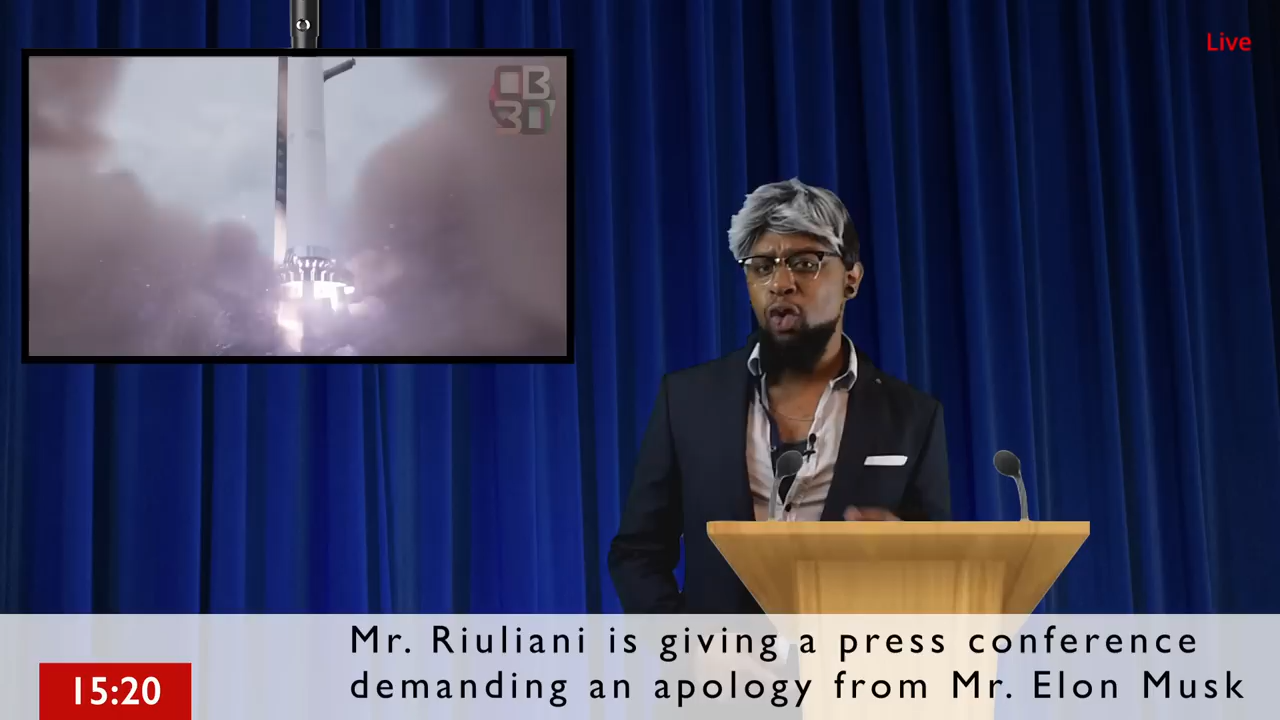 Live
Mr. Riuliani is giving a press conference
demanding an apology from Mr. Elon Musk
15:20